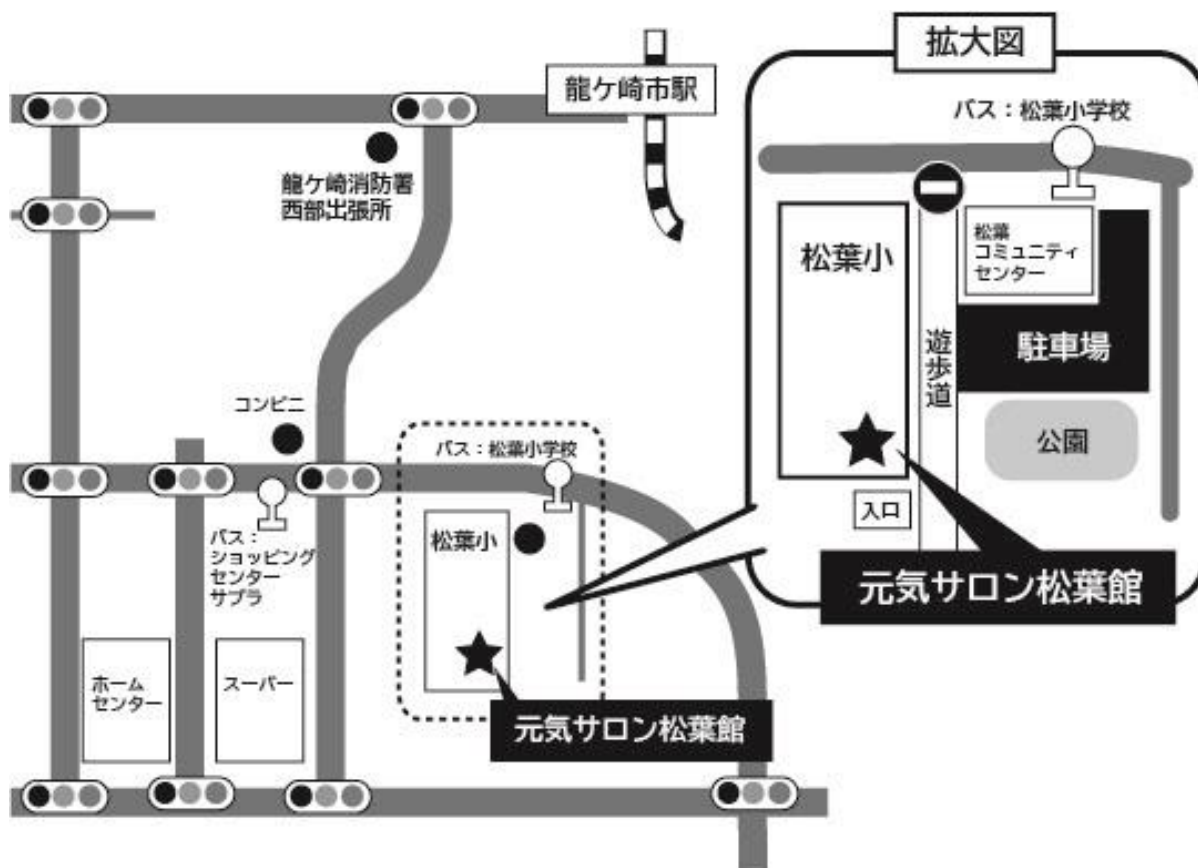 拡大図
龍ケ崎市駅
バス：松葉小学校
龍ケ崎消防署
西部出張所
松葉小
松葉
コミュニティ
センター
遊歩道
駐車場
公園
入口
元気サロン松葉館
コンビニ
バス：松葉小学校
バス：
ショッピング
センター
サプラ
松葉小
ホーム
センター
スーパー
元気サロン松葉館